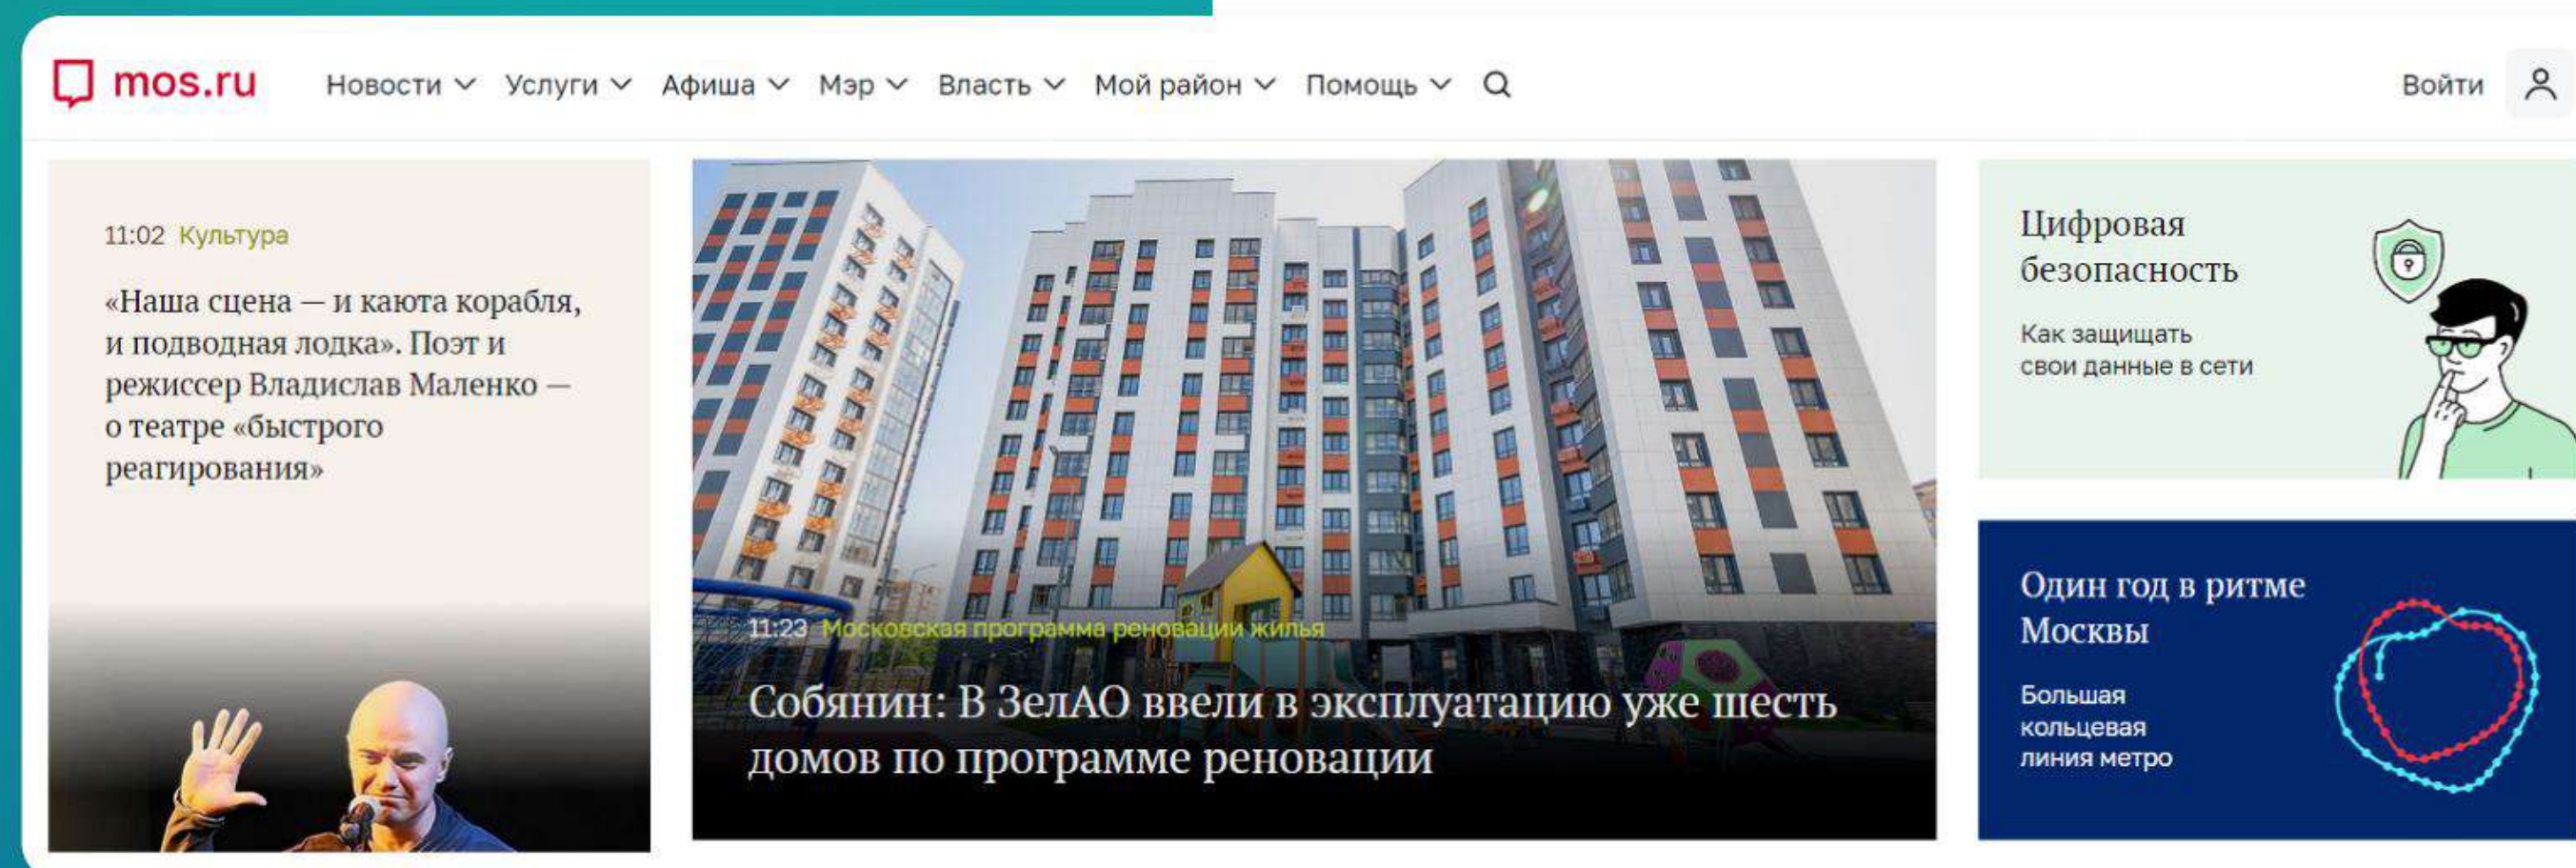 mos.ru Новости Услуги Афиша Мэр Власть Мой район Помощь Войти
11:02 Культура
«Наша сцена — и каюта корабля,
и подводная лодка». Поэт и
режиссер Владислав Маленко —
о театре «быстрого
реагирования»
11:23 Московская программа реновации жилья
Собянин: В ЗелАО ввели в эксплуатацию уже шесть
домов по программе реновации
Цифровая
безопасность
Как защищать
свои данные в сети
Один год в ритме
Москвы
Большая
кольцевая
линия метро